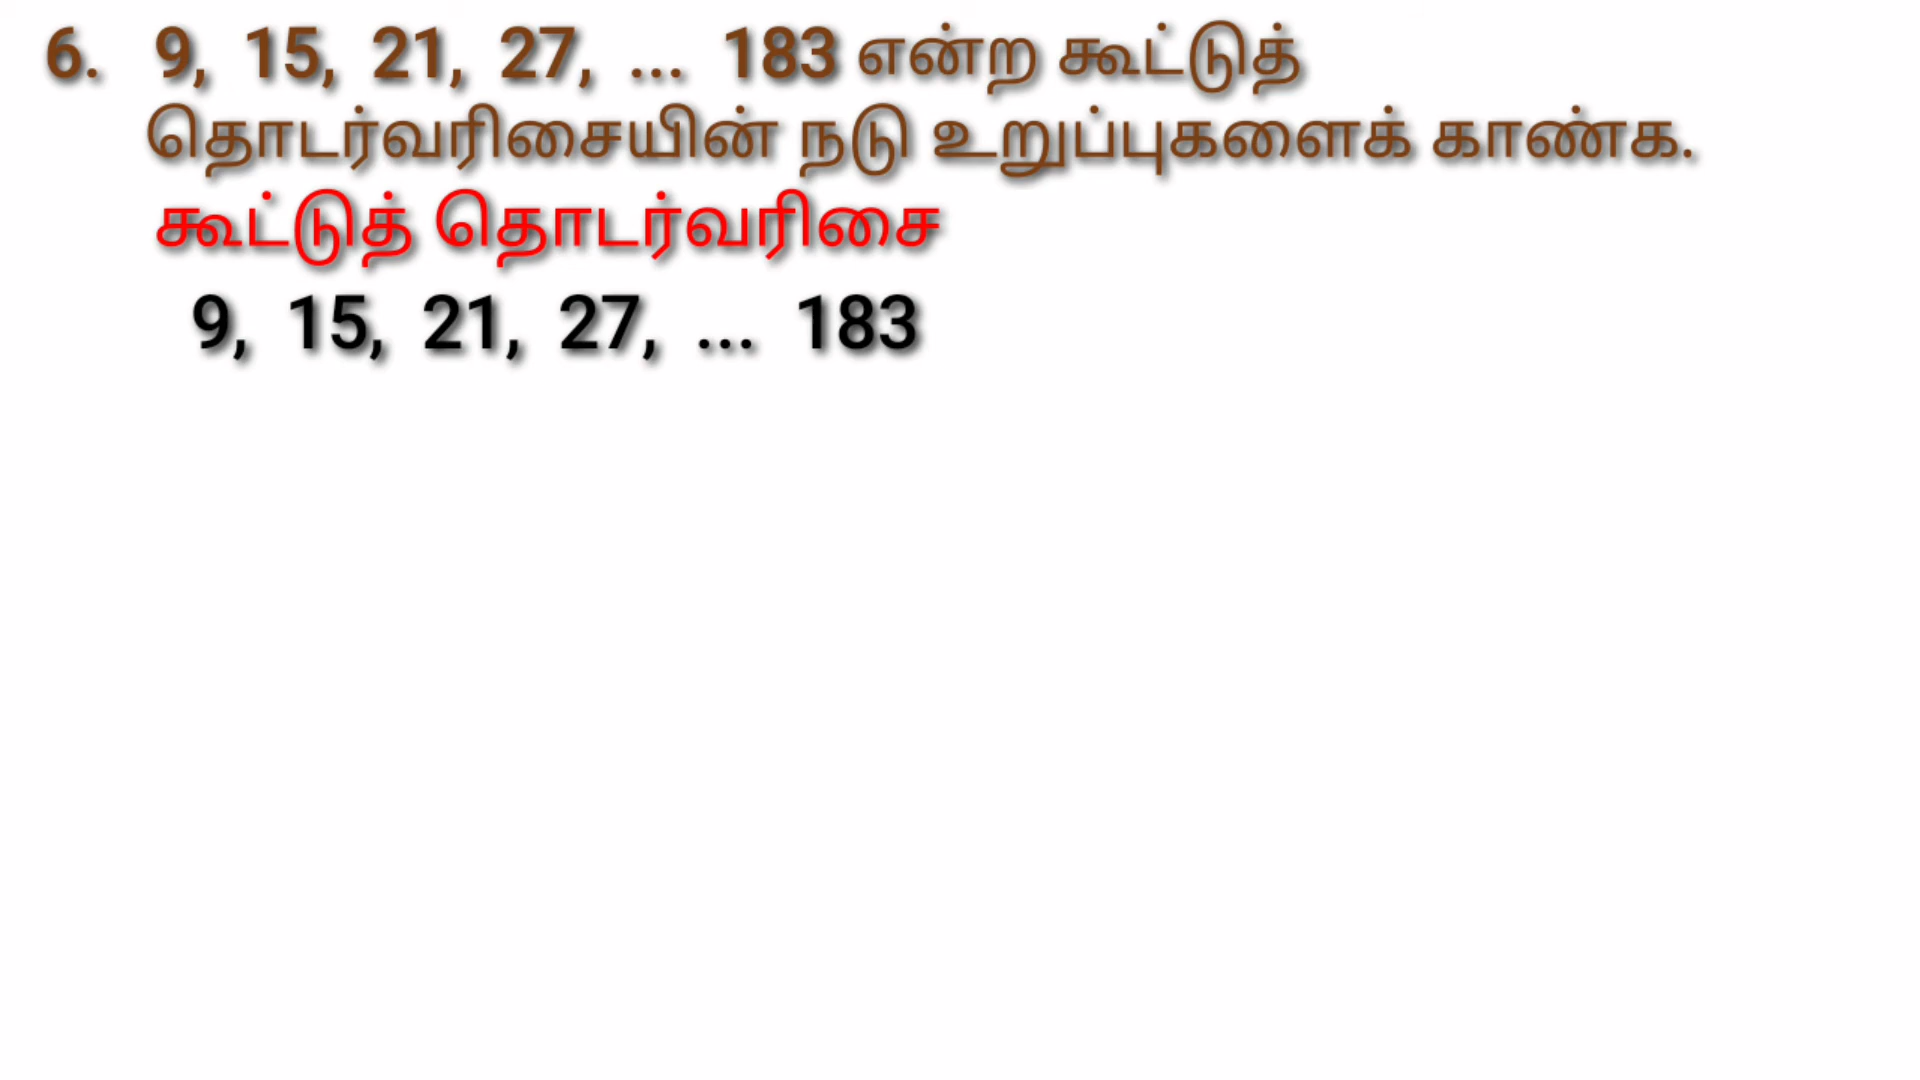 6. 9, 15, 21, 27, ... 183 என்ற கூட்டுத்
தொடர்வரிசையின் நடு உறுப்புகளைக் காண்க.
கூட்டுத் தொடர்வரிசை
9, 15, 21, 27, ... 183